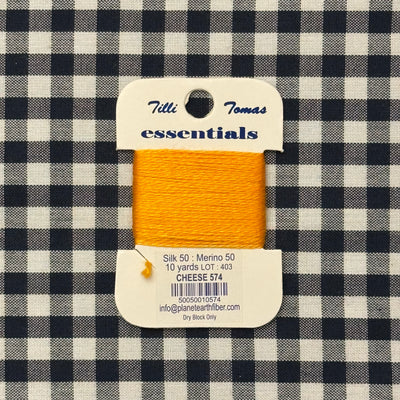 Tilli Tomas
essentials
Silk 50 : Merino 50
10 yards LOT : 403
CHEESE 574
50050010574
info@planetearthfiber.com
Dry Block Only